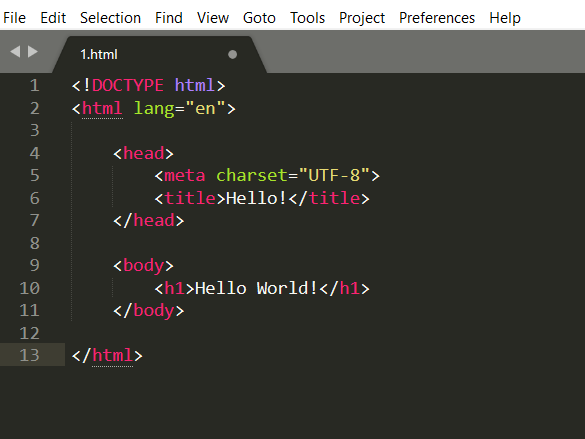 File Edit Selection Find View Goto Tools Project Preferences Help
1.html
1 <!DOCTYPE html>
2 <html lang="en">
3
4     <head>
5         <meta charset="UTF-8">
6         <title>Hello!</title>
7     </head>
8
9     <body>
10         <h1>Hello World!</h1>
11     </body>
12
13 </html>